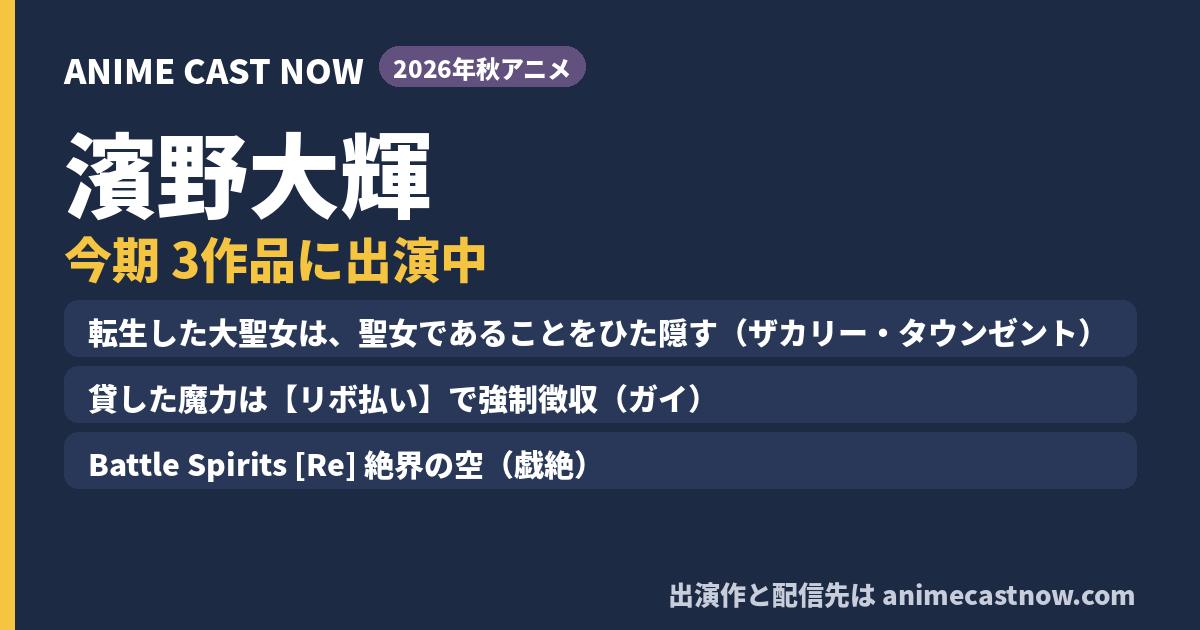 ANIME CAST NOW 2026年秋アニメ
濱野大輝
今期 3作品に出演中
転生した大聖女は、聖女であることをひた隠す（ザカリー・タウンゼント）
貸した魔力は【リボ払い】で強制徴収（ガイ）
Battle Spirits [Re] 絶界の空（戯絶）
出演作と配信先は animecastnow.com